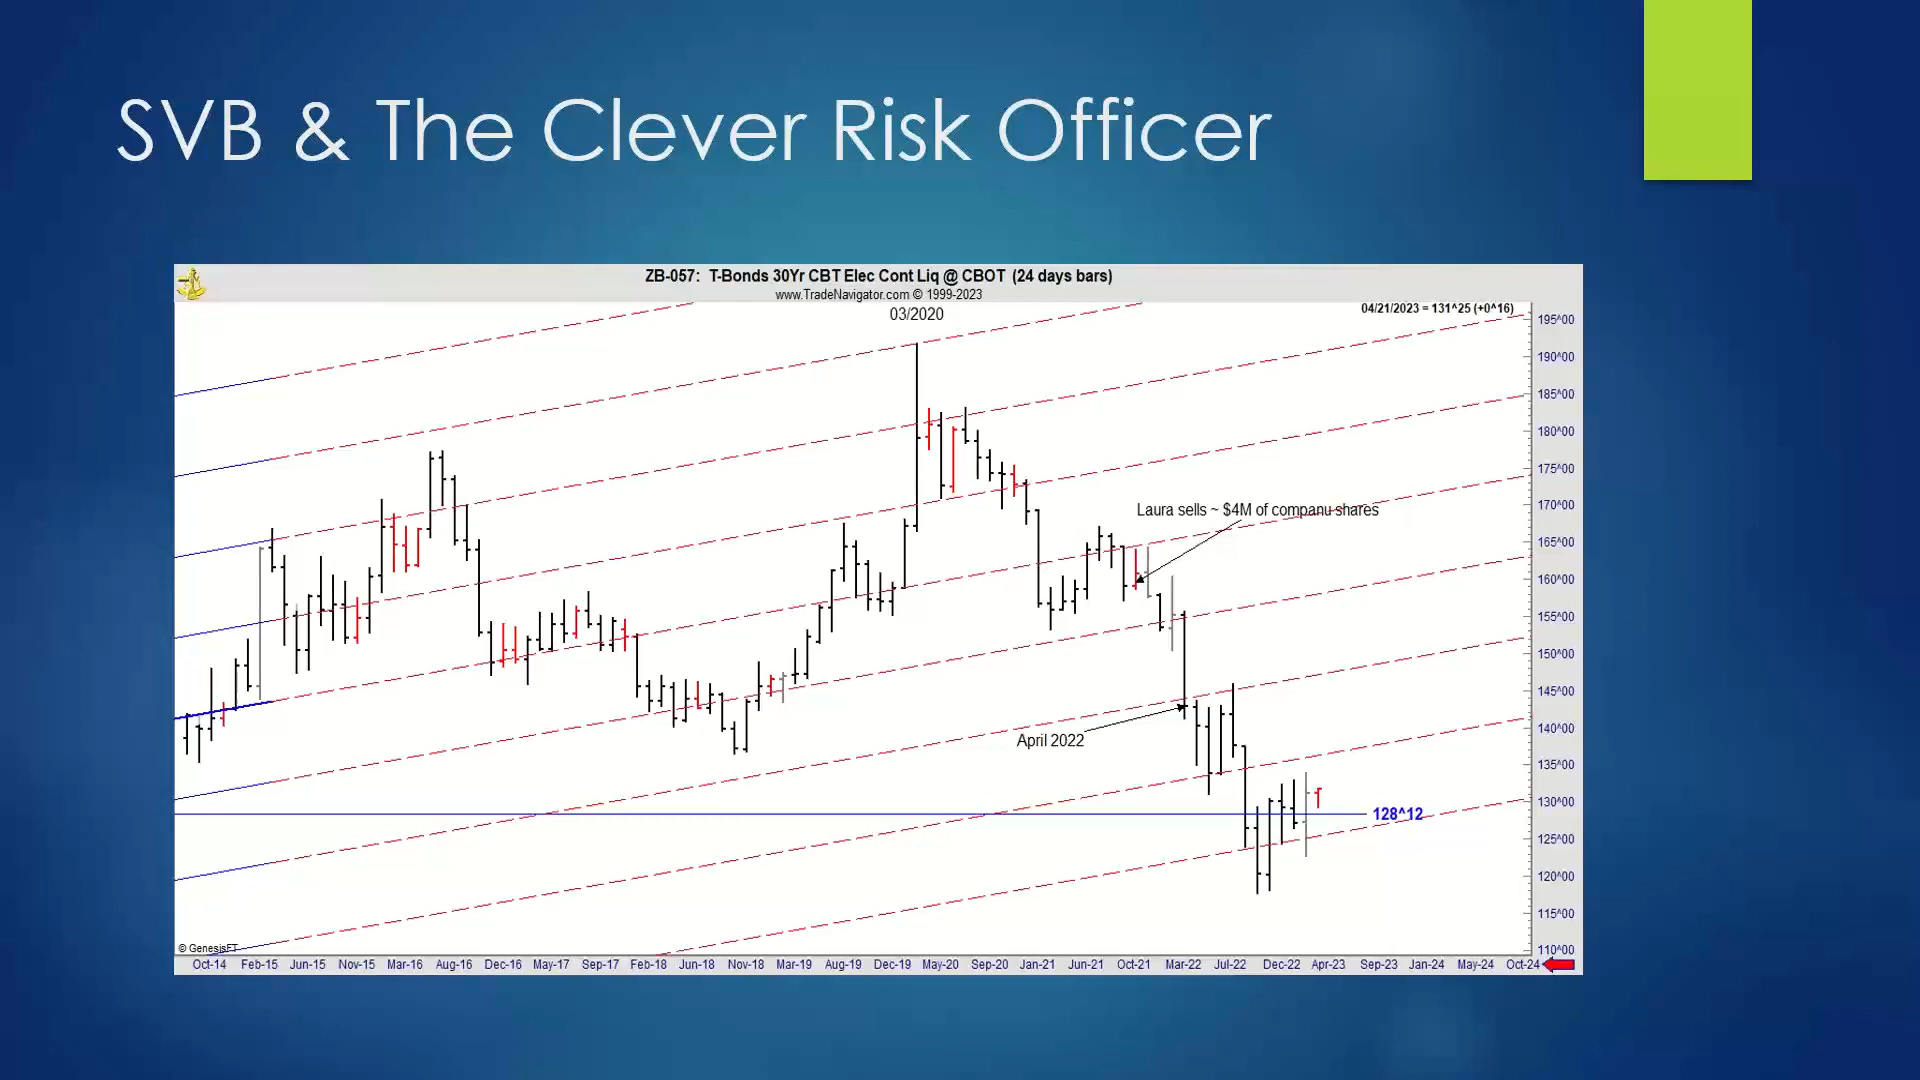 SVB & The Clever Risk Officer
ZB-057: T-Bonds 30Yr CBT Elec Cont Liq @ CBOT (24 days bars)
www.TradeNavigator.com © 1999-2023
03/2020
04/21/2023 = 131^25 (+0^16)
195^00
190^00
185^00
180^00
175^00
170^00
Laura sells ~ $4M of companu shares
165^00
160^00
155^00
150^00
145^00
140^00
April 2022
135^00
130^00
128^12
125^00
120^00
115^00
110^00
© GenesisFT
Oct-14 Feb-15 Jun-15 Nov-15 Mar-16 Aug-16 Dec-16 May-17 Sep-17 Feb-18 Jun-18 Nov-18 Mar-19 Aug-19 Dec-19 May-20 Sep-20 Jan-21 Jun-21 Oct-21 Mar-22 Jul-22 Dec-22 Apr-23 Sep-23 Jan-24 May-24 Oct-24